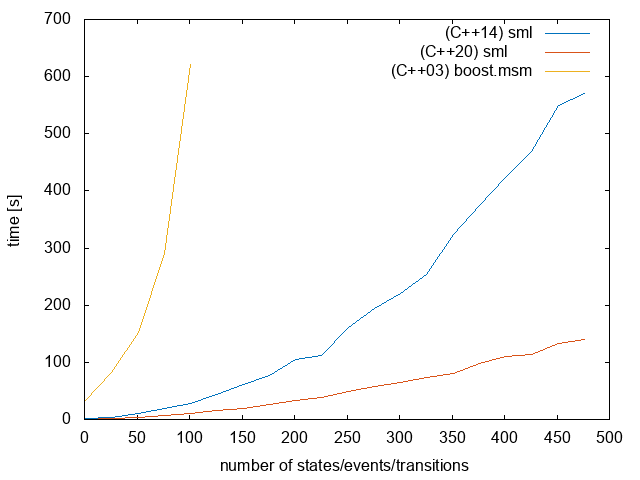 700
(C++14) sml
(C++20) sml
(C++03) boost.msm
600
500
400
time [s]
300
200
100
0
0 50 100 150 200 250 300 350 400 450 500
number of states/events/transitions